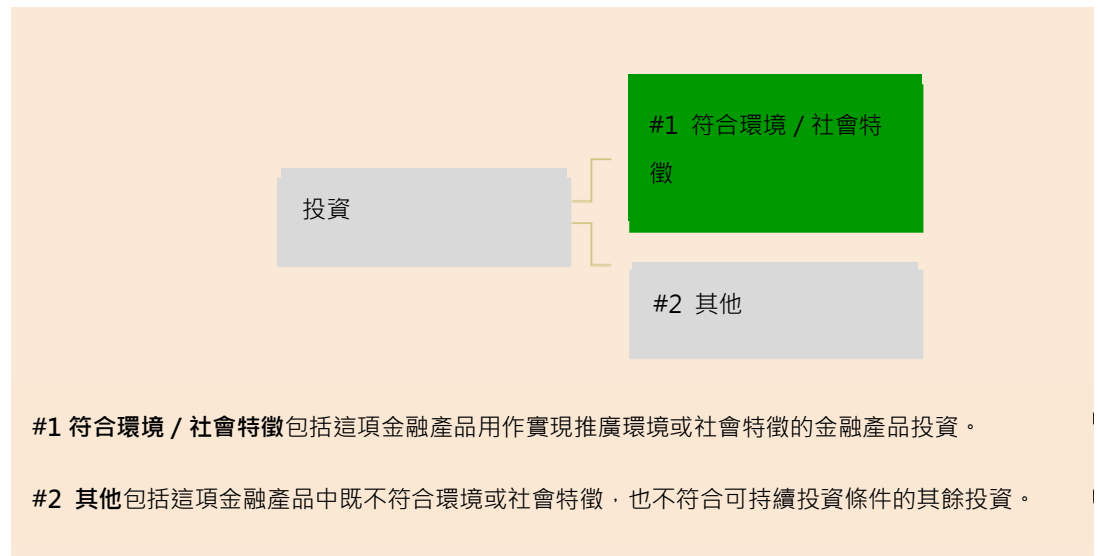 #1 符合環境 / 社會特
徵
投資
#2 其他
#1 符合環境 / 社會特徵包括這項金融產品用作實現推廣環境或社會特徵的金融產品投資。
#2 其他包括這項金融產品中既不符合環境或社會特徵，也不符合可持續投資條件的其餘投資。